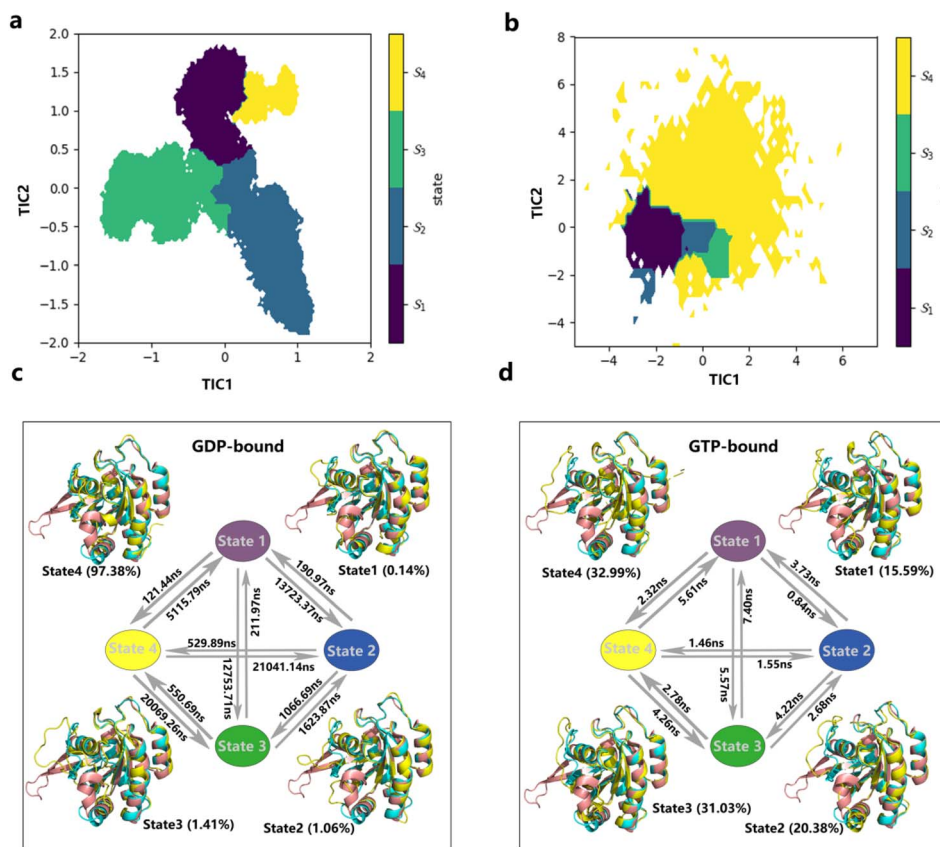 a
2.0
1.5
1.0
0.5
0.0
−0.5
−1.0
−1.5
−2.0
−2
−1
0
1
2
TIC2
TIC1
S4
S3
S2
S1
state
b
8
6
4
2
0
−2
−4
−4
−2
0
2
4
6
TIC2
TIC1
S4
S3
S2
S1
c
GDP-bound
State4 (97.38%)
State1 (0.14%)
State 1
121.44ns
5115.79ns
190.97ns
13723.37ns
211.97ns
12753.71ns
State 4
State 2
529.89ns
21041.14ns
550.69ns
20069.26ns
1066.69ns
1623.87ns
State 3
State3 (1.41%)
State2 (1.06%)
d
GTP-bound
State4 (32.99%)
State1 (15.59%)
State 1
2.32ns
5.61ns
3.73ns
0.84ns
7.40ns
5.57ns
State 4
State 2
1.46ns
1.55ns
2.78ns
4.26ns
4.22ns
2.68ns
State 3
State3 (31.03%)
State2 (20.38%)